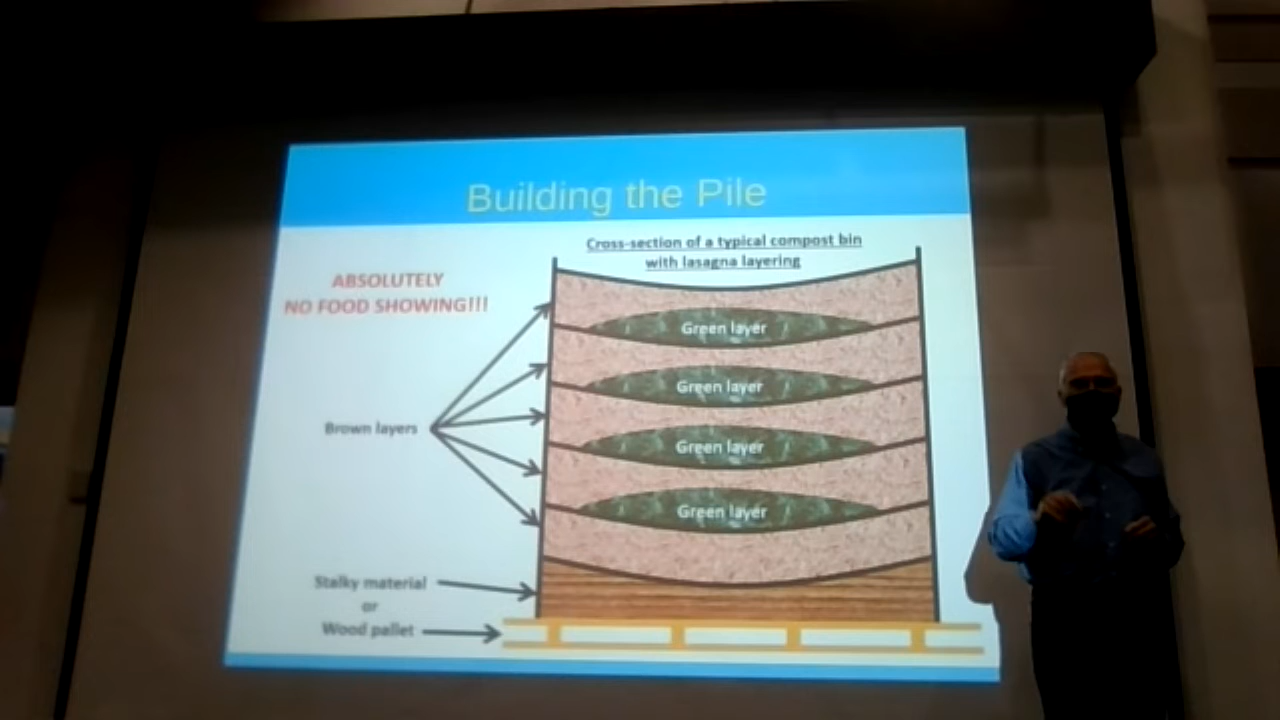 Building the Pile
Cross-section of a typical compost bin
with lasagna layering
ABSOLUTELY
NO FOOD SHOWING!!!
Green layer
Green layer
Brown layers
Green layer
Green layer
Stalky material
or
Wood pallet